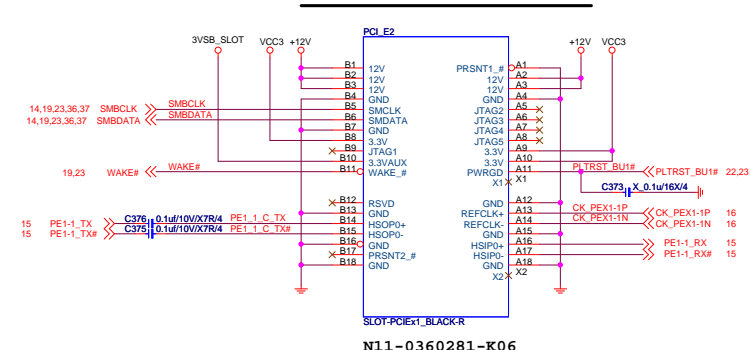 PCI_E2
3VSB_SLOT VCC3 +12V
+12V VCC3
B1 12V PRSNT1_# A1
B2 12V 12V A2
B3 12V 12V A3
B4 GND GND A4
14,19,23,36,37 SMBCLK SMBCLK B5 SMCLK JTAG2 A5
14,19,23,36,37 SMBDATA SMBDATA B6 SMDATA JTAG3 A6
B7 GND JTAG4 A7
B8 3.3V JTAG5 A8
B9 JTAG1 3.3V A9
B10 3.3VAUX 3.3V A10
19,23 WAKE# WAKE# B11 WAKE_# PWRGD A11 PLTRST_BU1# PLTRST_BU1# 22,23
X1 X1
C373 X_0.1u/16X/4
B12 RSVD GND A12
B13 GND REFCLK+ A13 CK_PEX1-1P CK_PEX1-1P 16
15 PE1-1_TX C376 0.1uf/10V/X7R/4 PE1_1_C_TX B14 HSOP0+ REFCLK- A14 CK_PEX1-1N CK_PEX1-1N 16
15 PE1-1_TX# C375 0.1uf/10V/X7R/4 PE1_1_C_TX# B15 HSOP0- GND A15
B16 GND HSIP0+ A16 PE1-1_RX 15
B17 PRSNT2_# HSIP0- A17 PE1-1_RX# 15
B18 GND GND A18
X2 X2
SLOT-PCIEx1_BLACK-R
N11-0360281-K06